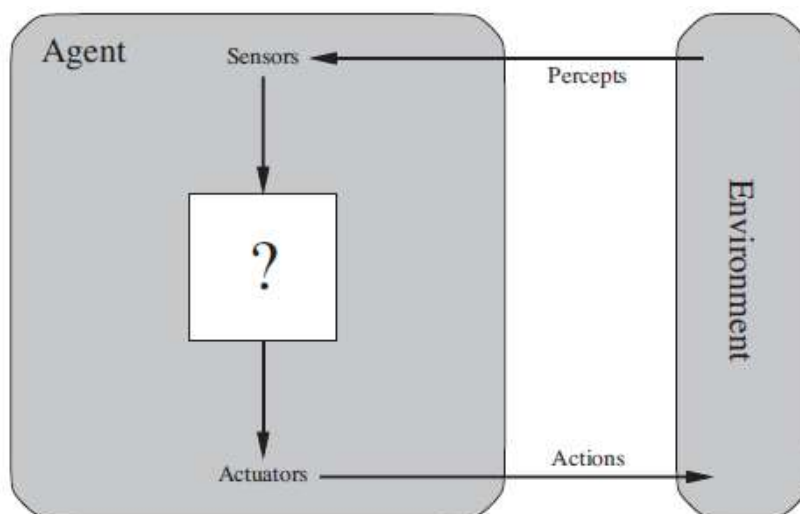 Agent
Sensors
Percepts
?
Environment
Actuators
Actions